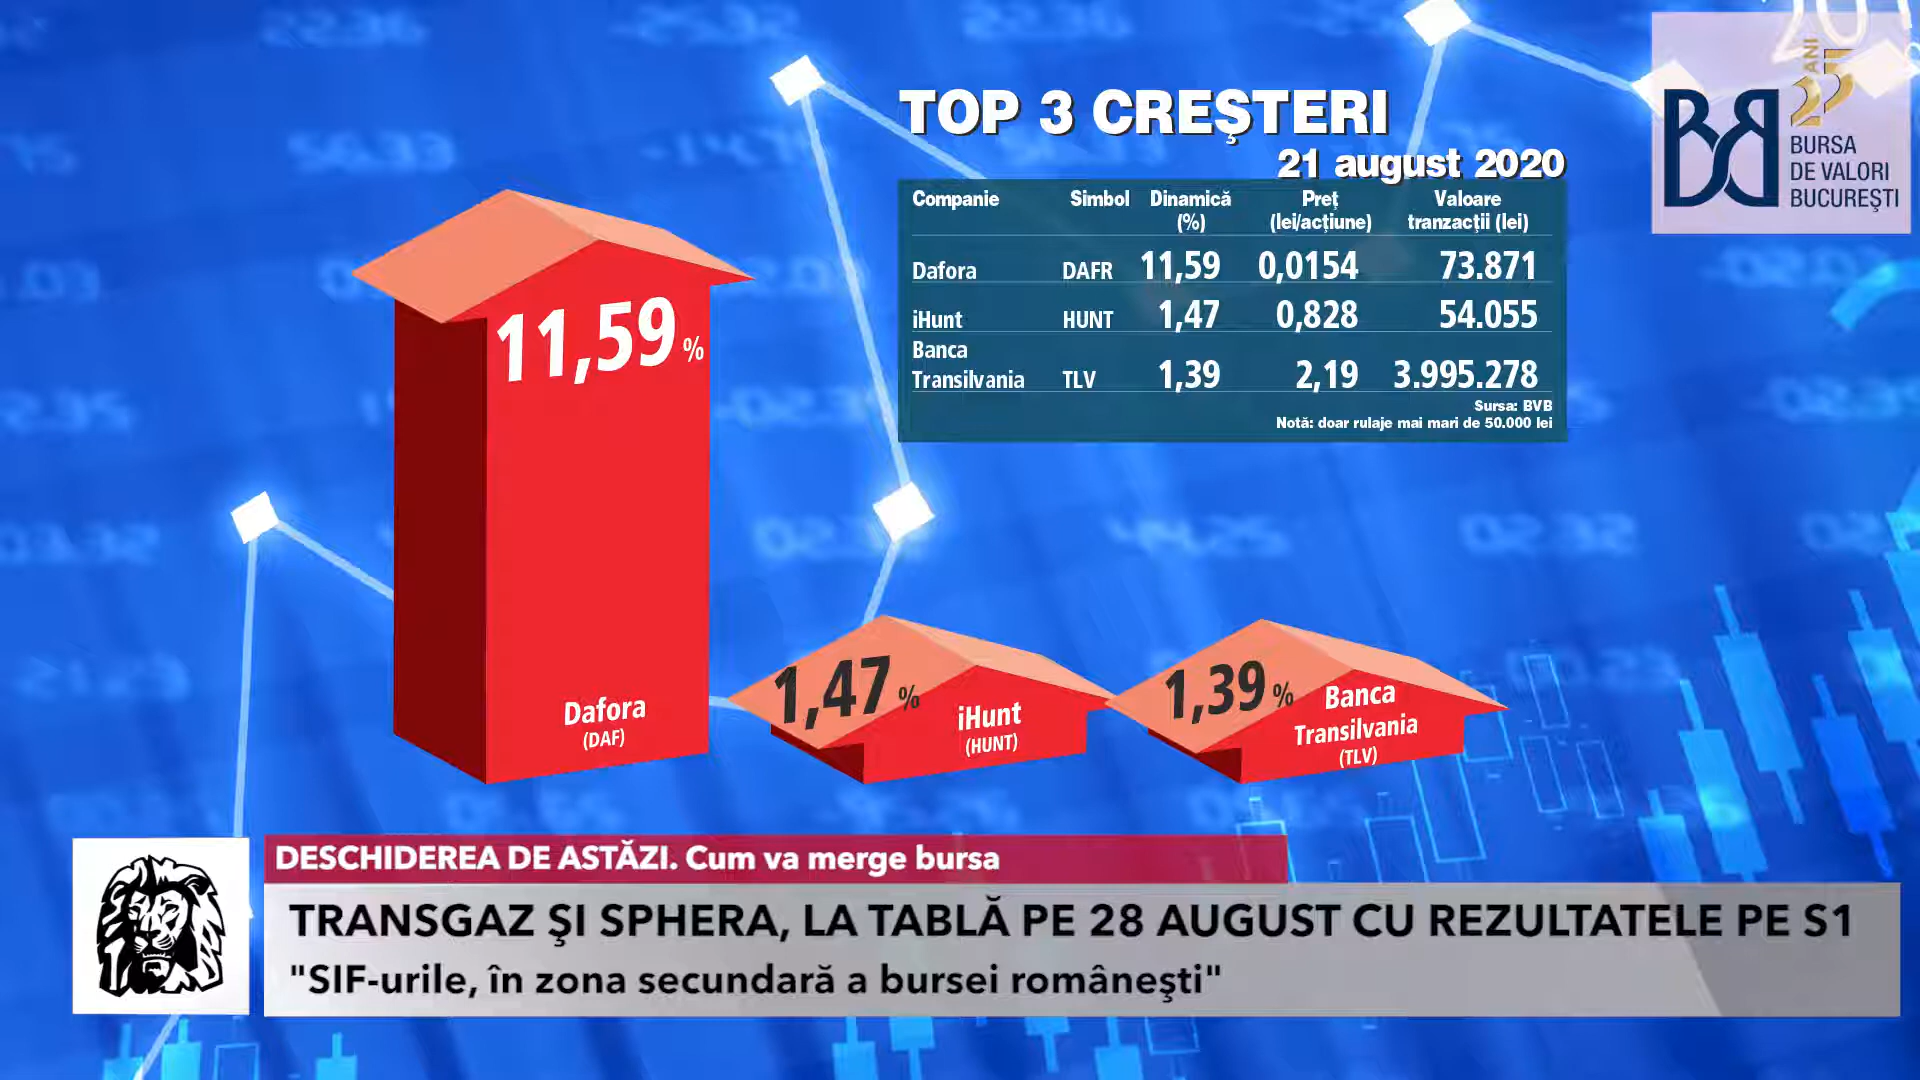 TOP 3 CREŞTERI
21 august 2020
Companie Simbol Dinamică (%) Preţ (lei/acţiune) Valoare tranzacţii (lei)
Dafora DAFR 11,59 0,0154 73.871
iHunt HUNT 1,47 0,828 54.055
Banca Transilvania TLV 1,39 2,19 3.995.278
Sursa: BVB
Notă: doar rulaje mai mari de 50.000 lei
25 ANI
BURSA
DE VALORI
BUCUREŞTI
11,59 %
Dafora
(DAF)
1,47 %
iHunt
(HUNT)
1,39 %
Banca
Transilvania
(TLV)
DESCHIDEREA DE ASTĂZI. Cum va merge bursa
TRANSGAZ ŞI SPHERA, LA TABLĂ PE 28 AUGUST CU REZULTATELE PE S1
"SIF-urile, în zona secundară a bursei româneşti"